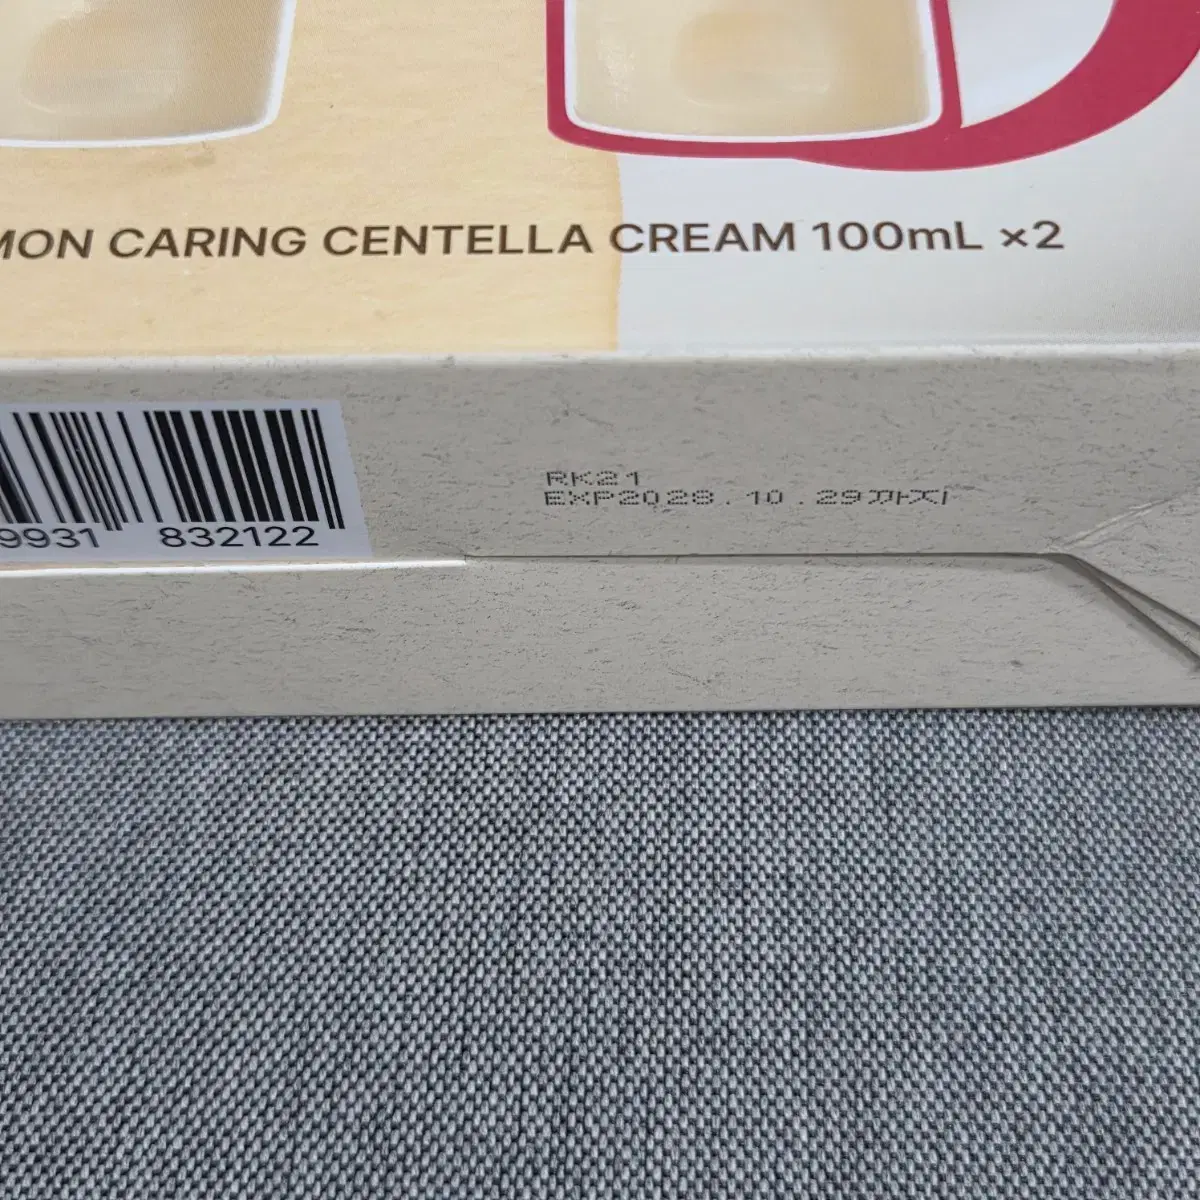 MON CARING CENTELLA CREAM 100mL ×2
RK21
EXP2028.10.29까지
9931 832122